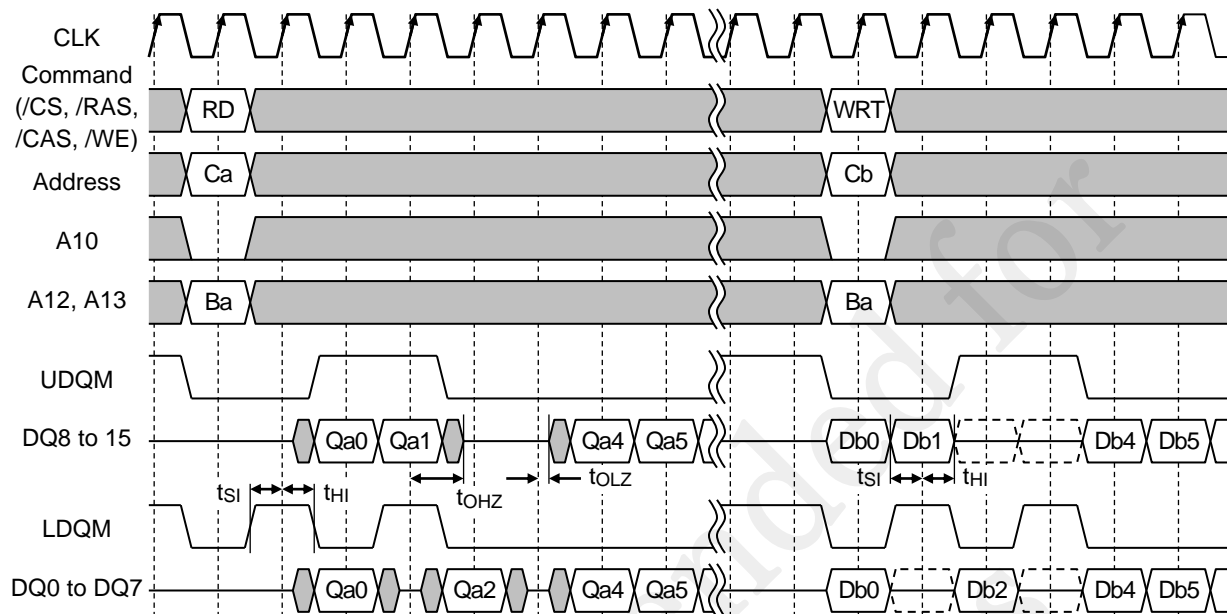 CLK
Command
(/CS, /RAS,
/CAS, /WE)
RD
WRT
Address
Ca
Cb
A10
A12, A13
Ba
Ba
UDQM
DQ8 to 15
Qa0 Qa1 Qa4 Qa5
Db0 Db1 Db4 Db5
tSI tHI tOHZ tOLZ
tSI tHI
LDQM
DQ0 to DQ7
Qa0 Qa2 Qa4 Qa5
Db0 Db2 Db4 Db5
nded for